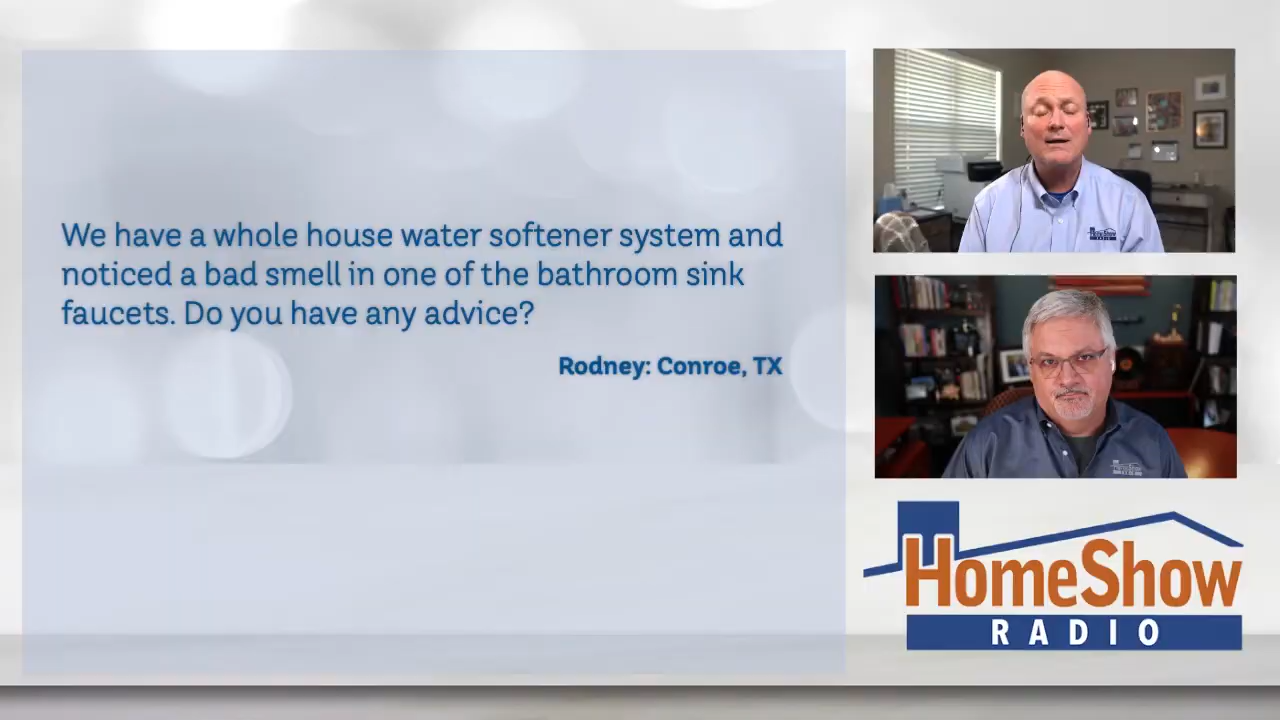 We have a whole house water softener system and
noticed a bad smell in one of the bathroom sink
faucets. Do you have any advice?
Rodney: Conroe, TX
HomeShow
RADIO